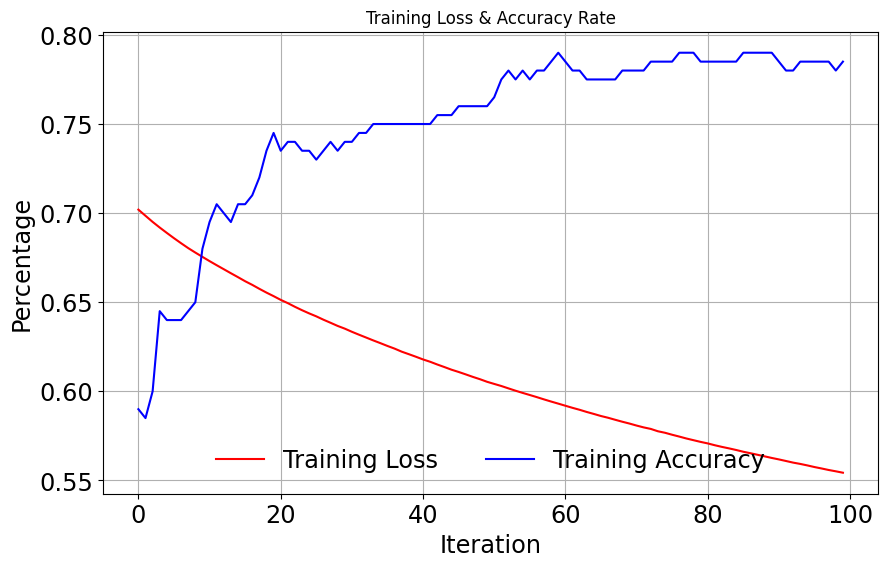 Training Loss & Accuracy Rate
0.80
0.75
0.70
0.65
0.60
0.55
Percentage
Training Loss Training Accuracy
0 20 40 60 80 100
Iteration